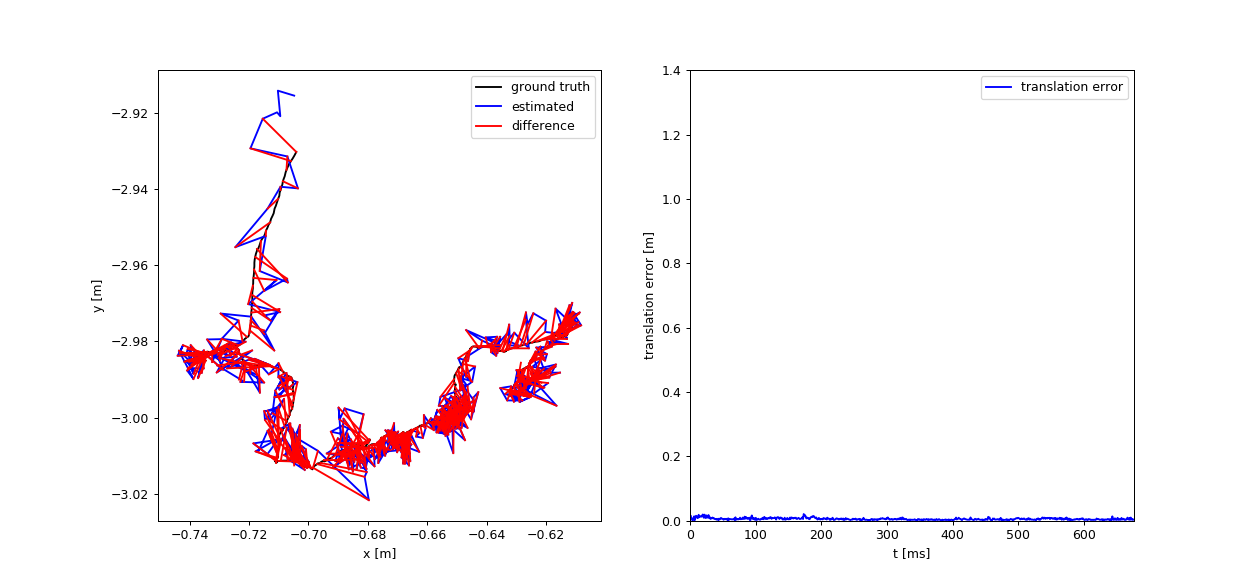 ground truth
estimated
difference
−2.92
−2.94
−2.96
−2.98
−3.00
−3.02
y [m]
−0.74 −0.72 −0.70 −0.68 −0.66 −0.64 −0.62
x [m]
translation error
1.4
1.2
1.0
0.8
0.6
0.4
0.2
0.0
translation error [m]
0 100 200 300 400 500 600
t [ms]